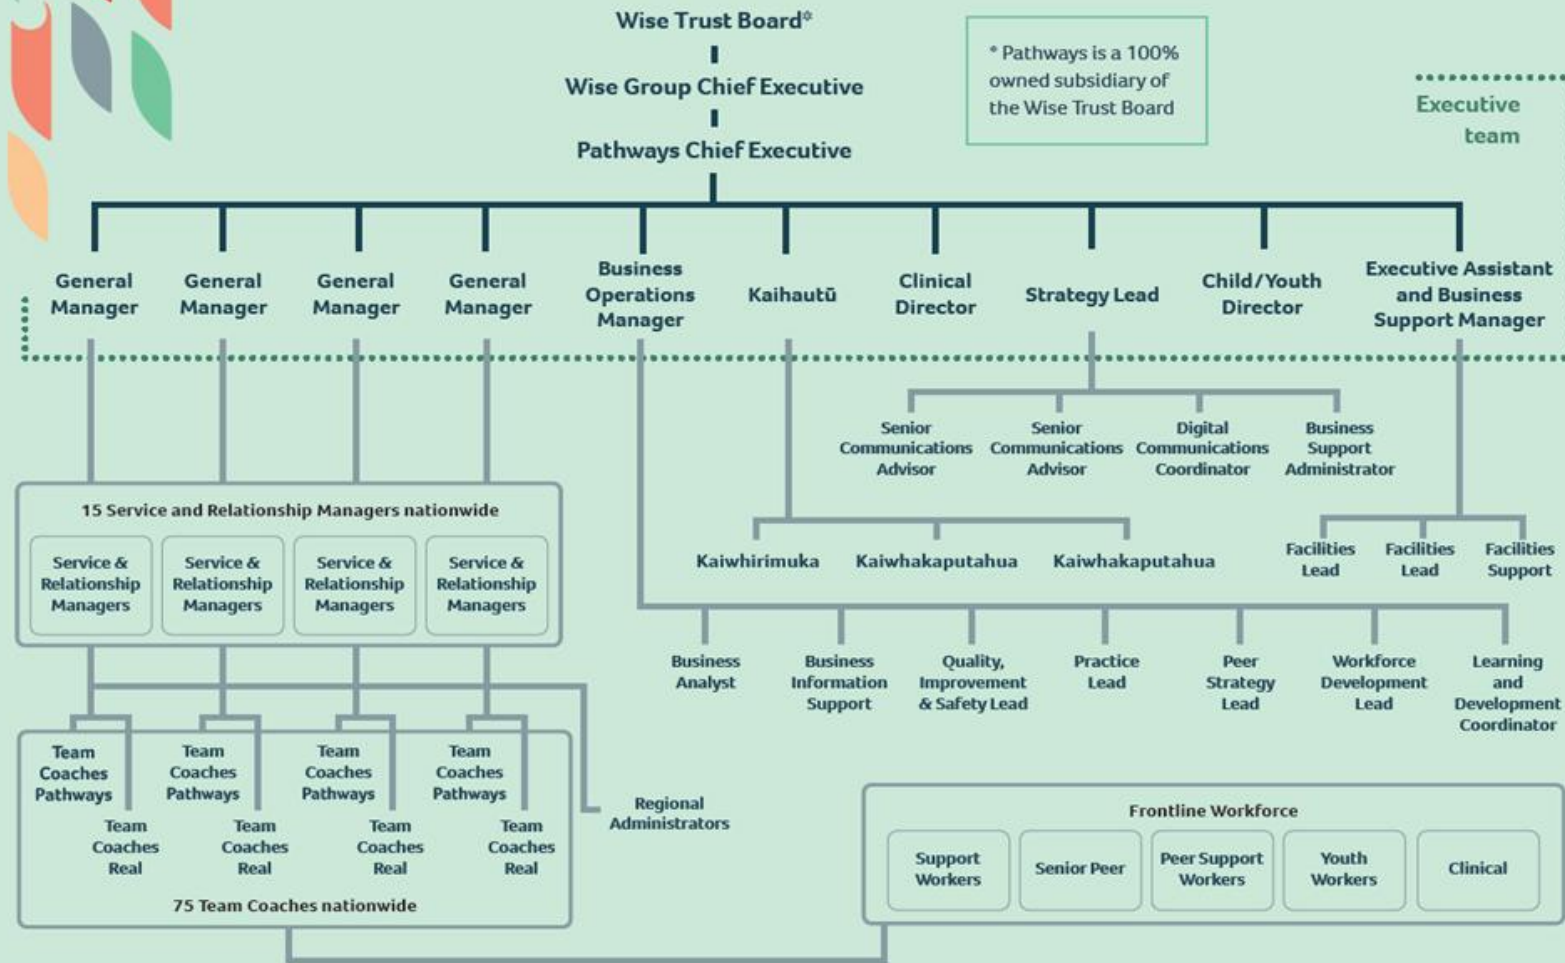 Wise Trust Board*
Wise Group Chief Executive
Pathways Chief Executive
* Pathways is a 100%
owned subsidiary of
the Wise Trust Board
Executive
team
General
Manager
General
Manager
General
Manager
General
Manager
Business
Operations
Manager
Kaihautū
Clinical
Director
Strategy Lead
Child/Youth
Director
Executive Assistant
and Business
Support Manager
Senior
Communications
Advisor
Senior
Communications
Advisor
Digital
Communications
Coordinator
Business
Support
Administrator
15 Service and Relationship Managers nationwide
Service &
Relationship
Managers
Service &
Relationship
Managers
Service &
Relationship
Managers
Service &
Relationship
Managers
Kaiwhirimuka
Kaiwhakaputahua
Kaiwhakaputahua
Facilities
Lead
Facilities
Lead
Facilities
Support
Business
Analyst
Business
Information
Support
Quality,
Improvement
& Safety Lead
Practice
Lead
Peer
Strategy
Lead
Workforce
Development
Lead
Learning
and
Development
Coordinator
Team
Coaches
Pathways
Team
Coaches
Pathways
Team
Coaches
Pathways
Team
Coaches
Pathways
Team
Coaches
Real
Team
Coaches
Real
Team
Coaches
Real
Team
Coaches
Real
75 Team Coaches nationwide
Regional
Administrators
Frontline Workforce
Support
Workers
Senior Peer
Peer Support
Workers
Youth
Workers
Clinical